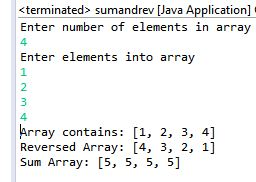 <terminated> sumandrev [Java Application]
Enter number of elements in array
4
Enter elements into array
1
2
3
4
Array contains: [1, 2, 3, 4]
Reversed Array: [4, 3, 2, 1]
Sum Array: [5, 5, 5, 5]